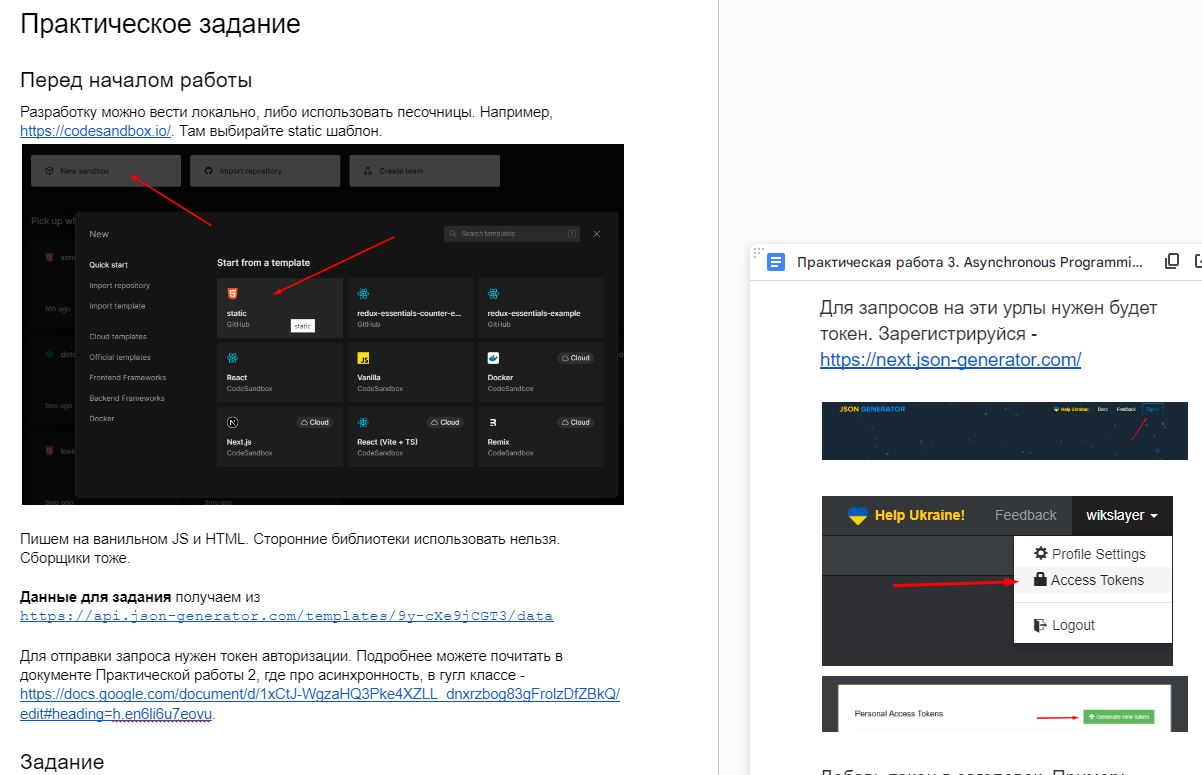 Практическое задание
Перед началом работы
Разработку можно вести локально, либо использовать песочницы. Например,
https://codesandbox.io/. Там выбирайте static шаблон.
New sandbox
Import repository
Create team
Pick up
New
Search templates
Quick start
Import repository
Import template
Cloud templates
Official templates
Frontend Frameworks
Backend Frameworks
Docker
Start from a template
static
GitHub
static
redux-essentials-counter-e...
GitHub
redux-essentials-example
GitHub
React
CodeSandbox
Vanilla
CodeSandbox
Cloud
Docker
CodeSandbox
Cloud
Next.js
CodeSandbox
Cloud
React (Vite + TS)
CodeSandbox
Cloud
Remix
CodeSandbox
16h ago
1mo ago
3mo ago
3mo ago
Пишем на ванильном JS и HTML. Сторонние библиотеки использовать нельзя.
Сборщики тоже.
Данные для задания получаем из
https://api.json-generator.com/templates/9y-cXe9jCGT3/data
Для отправки запроса нужен токен авторизации. Подробнее можете почитать в
документе Практической работы 2, где про асинхронность, в гугл классе -
https://docs.google.com/document/d/1xCtJ-WgzaHQ3Pke4XZLL_dnxrzbog83gFrolzDfZBkQ/
edit#heading=h.en6lj6u7eovu.
Задание
Практическая работа 3. Asynchronous Programmi...
Для запросов на эти урлы нужен будет
токен. Зарегистрируйся -
https://next.json-generator.com/
JSON GENERATOR
Help Ukraine!
Docs
Feedback
Sign in
Help Ukraine!
Feedback
wikslayer
Profile Settings
Access Tokens
Logout
Personal Access Tokens
+ Generate new token
Добавь токен в заголовок. Пример: